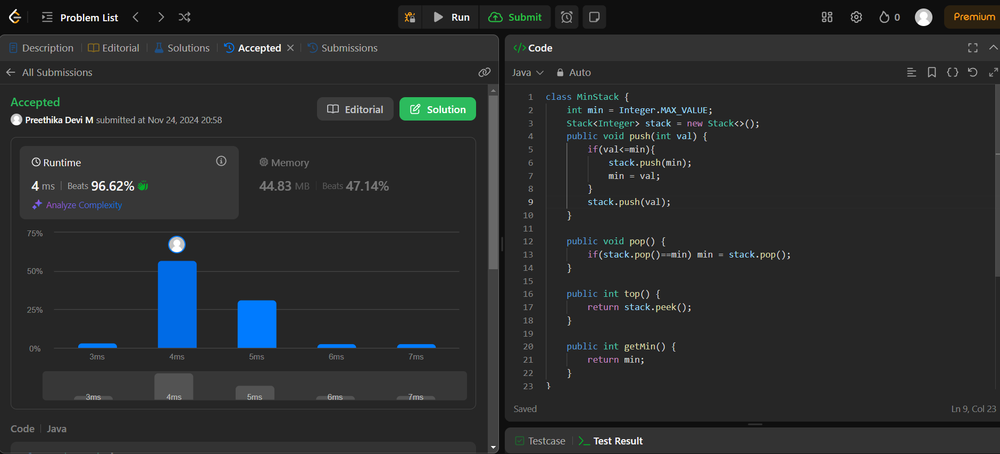 Problem List
Run
Submit
0
Premium
Description
Editorial
Solutions
Accepted
Submissions
All Submissions
Accepted
Preethika Devi M submitted at Nov 24, 2024 20:58
Editorial
Solution
Runtime
4 ms
Beats 96.62%
Analyze Complexity
Memory
44.83 MB
Beats 47.14%
75%
50%
25%
0%
3ms
4ms
5ms
6ms
7ms
3ms
4ms
5ms
6ms
7ms
Code
Java
Code
Java
Auto
1 class MinStack {
2     int min = Integer.MAX_VALUE;
3     Stack<Integer> stack = new Stack<>();
4     public void push(int val) {
5         if(val<=min){
6             stack.push(min);
7             min = val;
8         }
9         stack.push(val);
10     }
11
12     public void pop() {
13         if(stack.pop()==min) min = stack.pop();
14     }
15
16     public int top() {
17         return stack.peek();
18     }
19
20     public int getMin() {
21         return min;
22     }
23 }
Saved
Ln 9, Col 23
Testcase
Test Result